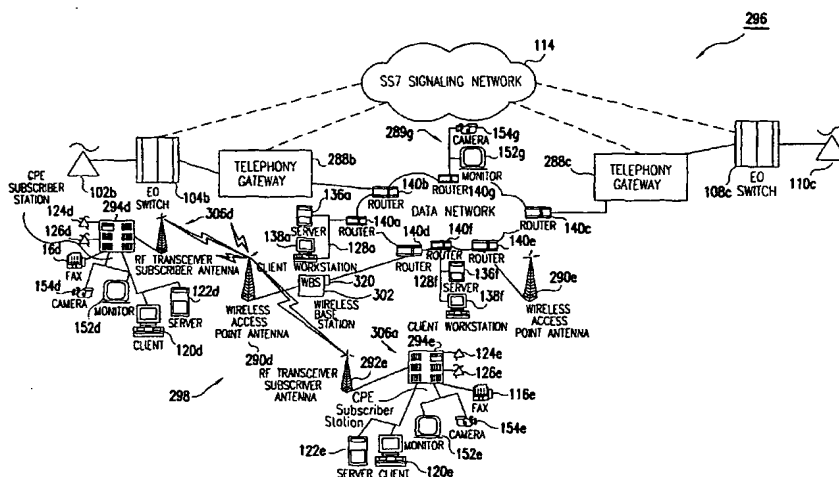 296
114
SS7 SIGNALING NETWORK
289g
154g
CAMERA
152g
MONITOR
288b
TELEPHONY
GATEWAY
288c
TELEPHONY
GATEWAY
102b
EO
SWITCH
104b
108c
EO
SWITCH
110c
CPE
SUBSCRIBER
STATION
294d
124d
126d
16d
FAX
154d
CAMERA
152d
MONITOR
120d
CLIENT
122d
SERVER
306d
RF TRANSCEIVER
SUBSCRIBER ANTENNA
136a
SERVER
138a
128a
CLIENT
WORKSTATION
140b
ROUTER
ROUTER
140g
DATA NETWORK
ROUTER
140a
140d
ROUTER
140f
ROUTER
140e
ROUTER
ROUTER
140c
136f
SERVER
128f
138f
CLIENT
WORKSTATION
290e
WIRELESS ACCESS
POINT ANTENNA
WBS
320
302
WIRELESS
BASE
STATION
WIRELESS
ACCESS
POINT ANTENNA
290d
298
292e
RF TRANSCEIVER
SUBSCRIVER
ANTENNA
306a
294e
124e
126e
116e
FAX
CPE
Subscriber
Station
154e
CAMERA
MONITOR
152e
122e
SERVER
CLIENT
120e